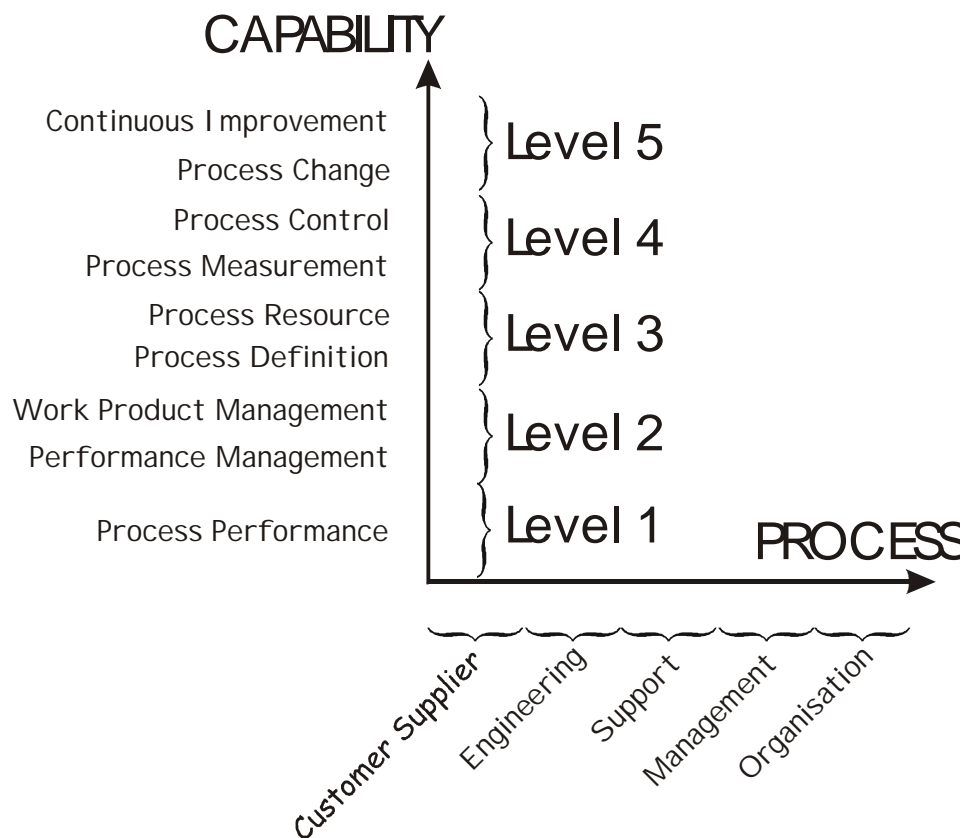 CAPABILITY
Continuous Improvement
Process Change
Level 5
Process Control
Process Measurement
Level 4
Process Resource
Process Definition
Level 3
Work Product Management
Performance Management
Level 2
Process Performance
Level 1
PROCESS
Customer Supplier
Engineering
Support
Management
Organisation